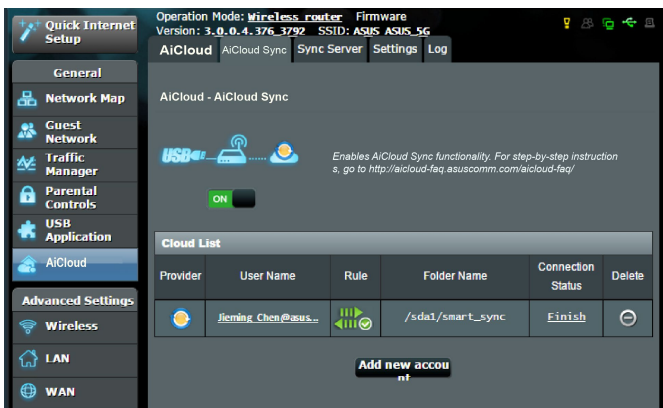 Quick Internet
Setup
Operation Mode: Wireless router Firmware
Version: 3.0.0.4.376_3792 SSID: ASUS ASUS_5G
AiCloud AiCloud Sync Sync Server Settings Log
General
Network Map
Guest
Network
Traffic
Manager
Parental
Controls
USB
Application
AiCloud
Advanced Settings
Wireless
LAN
WAN
AiCloud - AiCloud Sync
USB
Enables AiCloud Sync functionality. For step-by-step instruction
s, go to http://aicloud-faq.asuscomm.com/aicloud-faq/
ON
Cloud List
Provider User Name Rule Folder Name Connection Status Delete
Jieming Chen@asus... /sda1/smart_sync Finish
Add new accou
nt